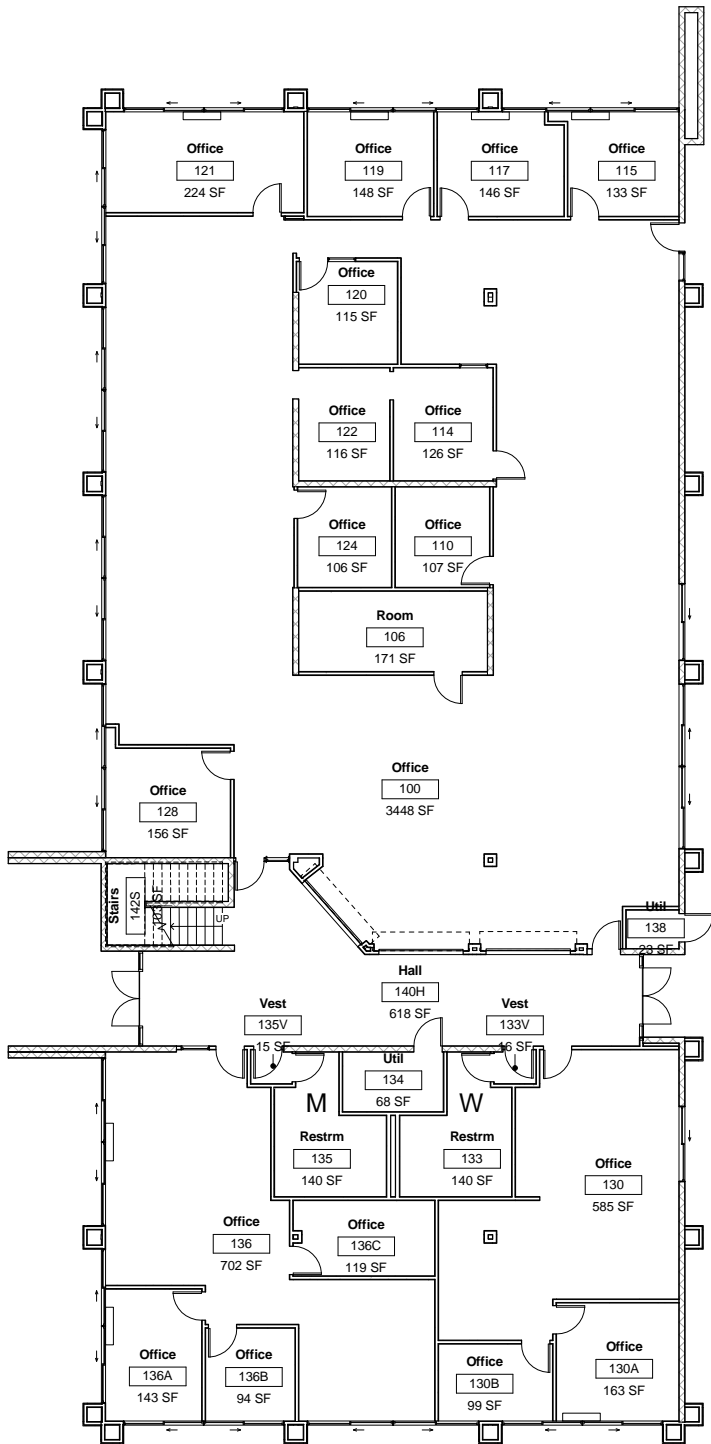 Office
121
224 SF
Office
119
148 SF
Office
117
146 SF
Office
115
133 SF
Office
120
115 SF
Office
122
116 SF
Office
114
126 SF
Office
124
106 SF
Office
110
107 SF
Room
106
171 SF
Office
100
3448 SF
Office
128
156 SF
Stairs
142S
UP
Util
138
23 SF
Hall
140H
618 SF
Vest
135V
15 SF
Vest
133V
16 SF
Util
134
68 SF
M
W
Restrm
135
140 SF
Restrm
133
140 SF
Office
130
585 SF
Office
136
702 SF
Office
136C
119 SF
Office
136A
143 SF
Office
136B
94 SF
Office
130B
99 SF
Office
130A
163 SF